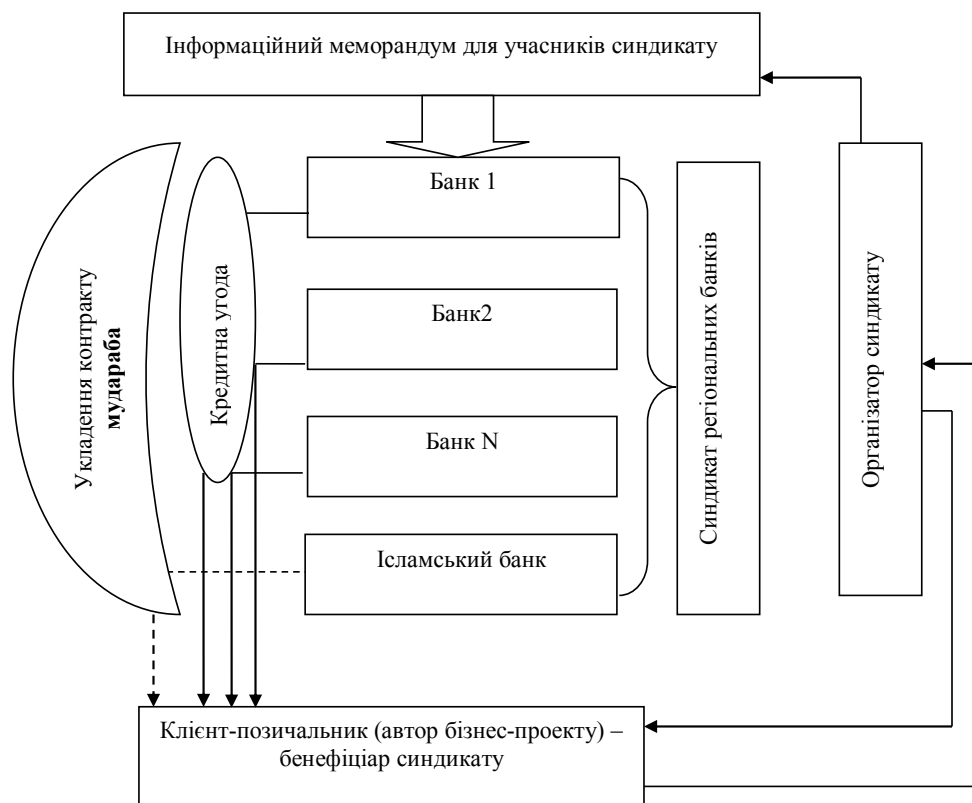 Інформаційний меморандум для учасників синдикату
Банк 1
Банк2
Банк N
Ісламський банк
Укладення контракту
мудараба
Кредитна угода
Синдикат регіональних банків
Організатор синдикату
Клієнт-позичальник (автор бізнес-проекту) –
бенефіціар синдикату